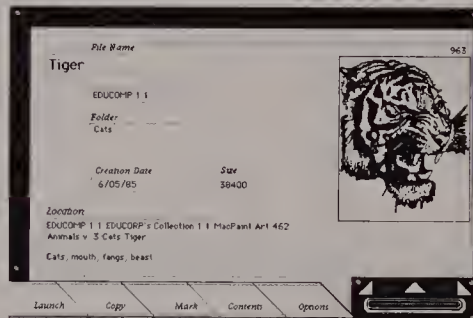 File Name
963
Tiger
EDUCOMP 1 1
Folder
Cats
Creation Date
Size
6/05/85
38400
Location
EDUCOMP 1 1 EDUCORP's Collection 1 1 MacPaint Art 462
Animals v. 3 Cats Tiger
Cats, mouth, fangs, beast
Launch
Copy
Mark
Contents
Options